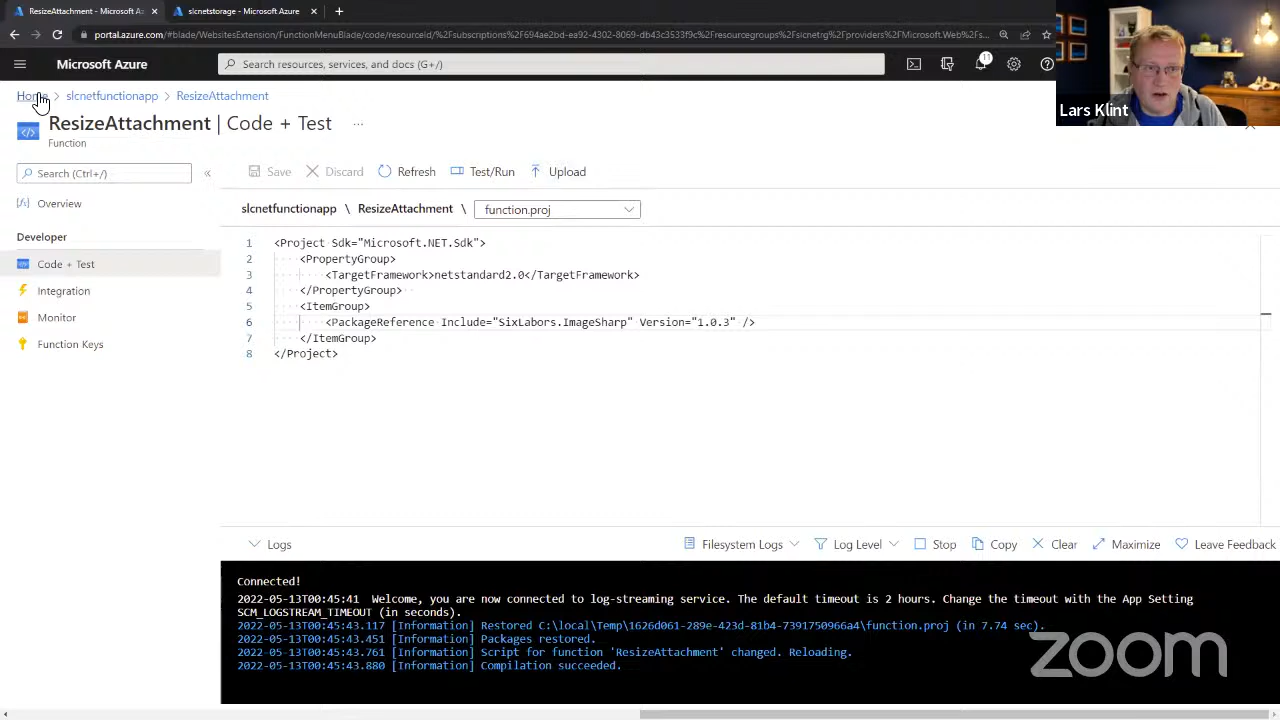 ResizeAttachment - Microsoft Az
slcnetstorage - Microsoft Azure
portal.azure.com/#blade/WebsitesExtension/FunctionMenuBlade/code/resourceId/%2Fsubscriptions%2F694ae2bd-ea92-4302-8069-db43c3533f9c%2Fresourcegroups%2Fslcnetrg%2Fproviders%2FMicrosoft.Web%2Fs...
Microsoft Azure
Search resources, services, and docs (G+/)
11
Lars Klint
Home > slcnetfunctionapp > ResizeAttachment
ResizeAttachment | Code + Test ...
Function
Search (Ctrl+/)
«
Save
Discard
Refresh
Test/Run
Upload
Overview
Developer
Code + Test
Integration
Monitor
Function Keys
slcnetfunctionapp \ ResizeAttachment \ function.proj
1 <Project Sdk="Microsoft.NET.Sdk">
2 <PropertyGroup>
3 <TargetFramework>netstandard2.0</TargetFramework>
4 </PropertyGroup>
5 <ItemGroup>
6 <PackageReference Include="SixLabors.ImageSharp" Version="1.0.3" />
7 </ItemGroup>
8 </Project>
Logs
Filesystem Logs
Log Level
Stop
Copy
Clear
Maximize
Leave Feedback
Connected!
2022-05-13T00:45:41 Welcome, you are now connected to log-streaming service. The default timeout is 2 hours. Change the timeout with the App Setting
SCM_LOGSTREAM_TIMEOUT (in seconds).
2022-05-13T00:45:43.117 [Information] Restored C:\local\Temp\1626d061-289e-423d-81b4-7391750966a4\function.proj (in 7.74 sec).
2022-05-13T00:45:43.451 [Information] Packages restored.
2022-05-13T00:45:43.761 [Information] Script for function 'ResizeAttachment' changed. Reloading.
2022-05-13T00:45:43.880 [Information] Compilation succeeded.
zoom